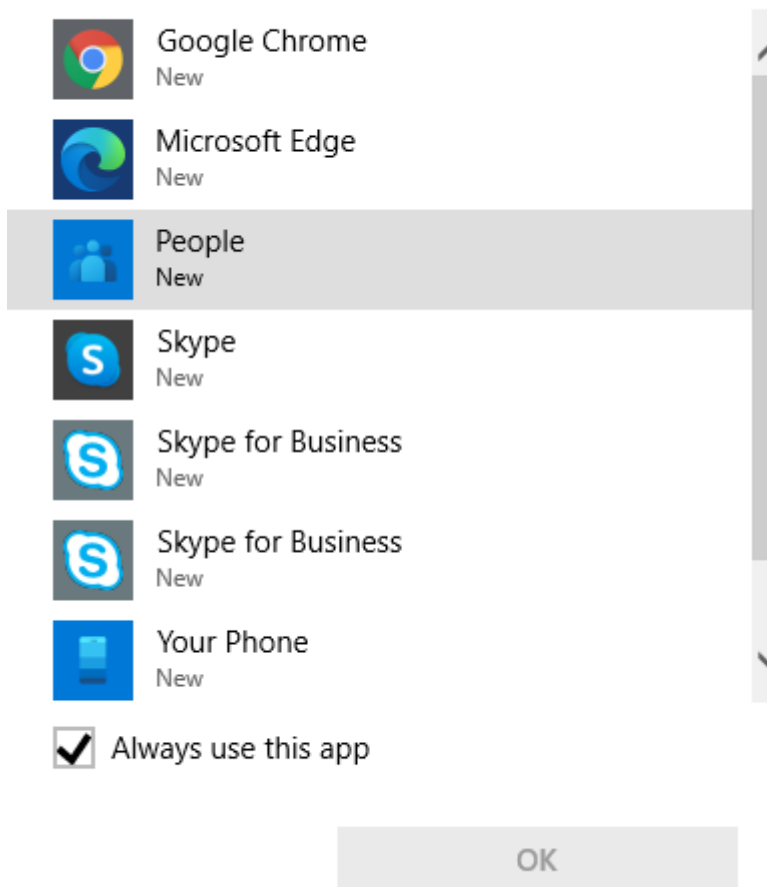 Google Chrome
New
Microsoft Edge
New
People
New
Skype
New
Skype for Business
New
Skype for Business
New
Your Phone
New
Always use this app
OK